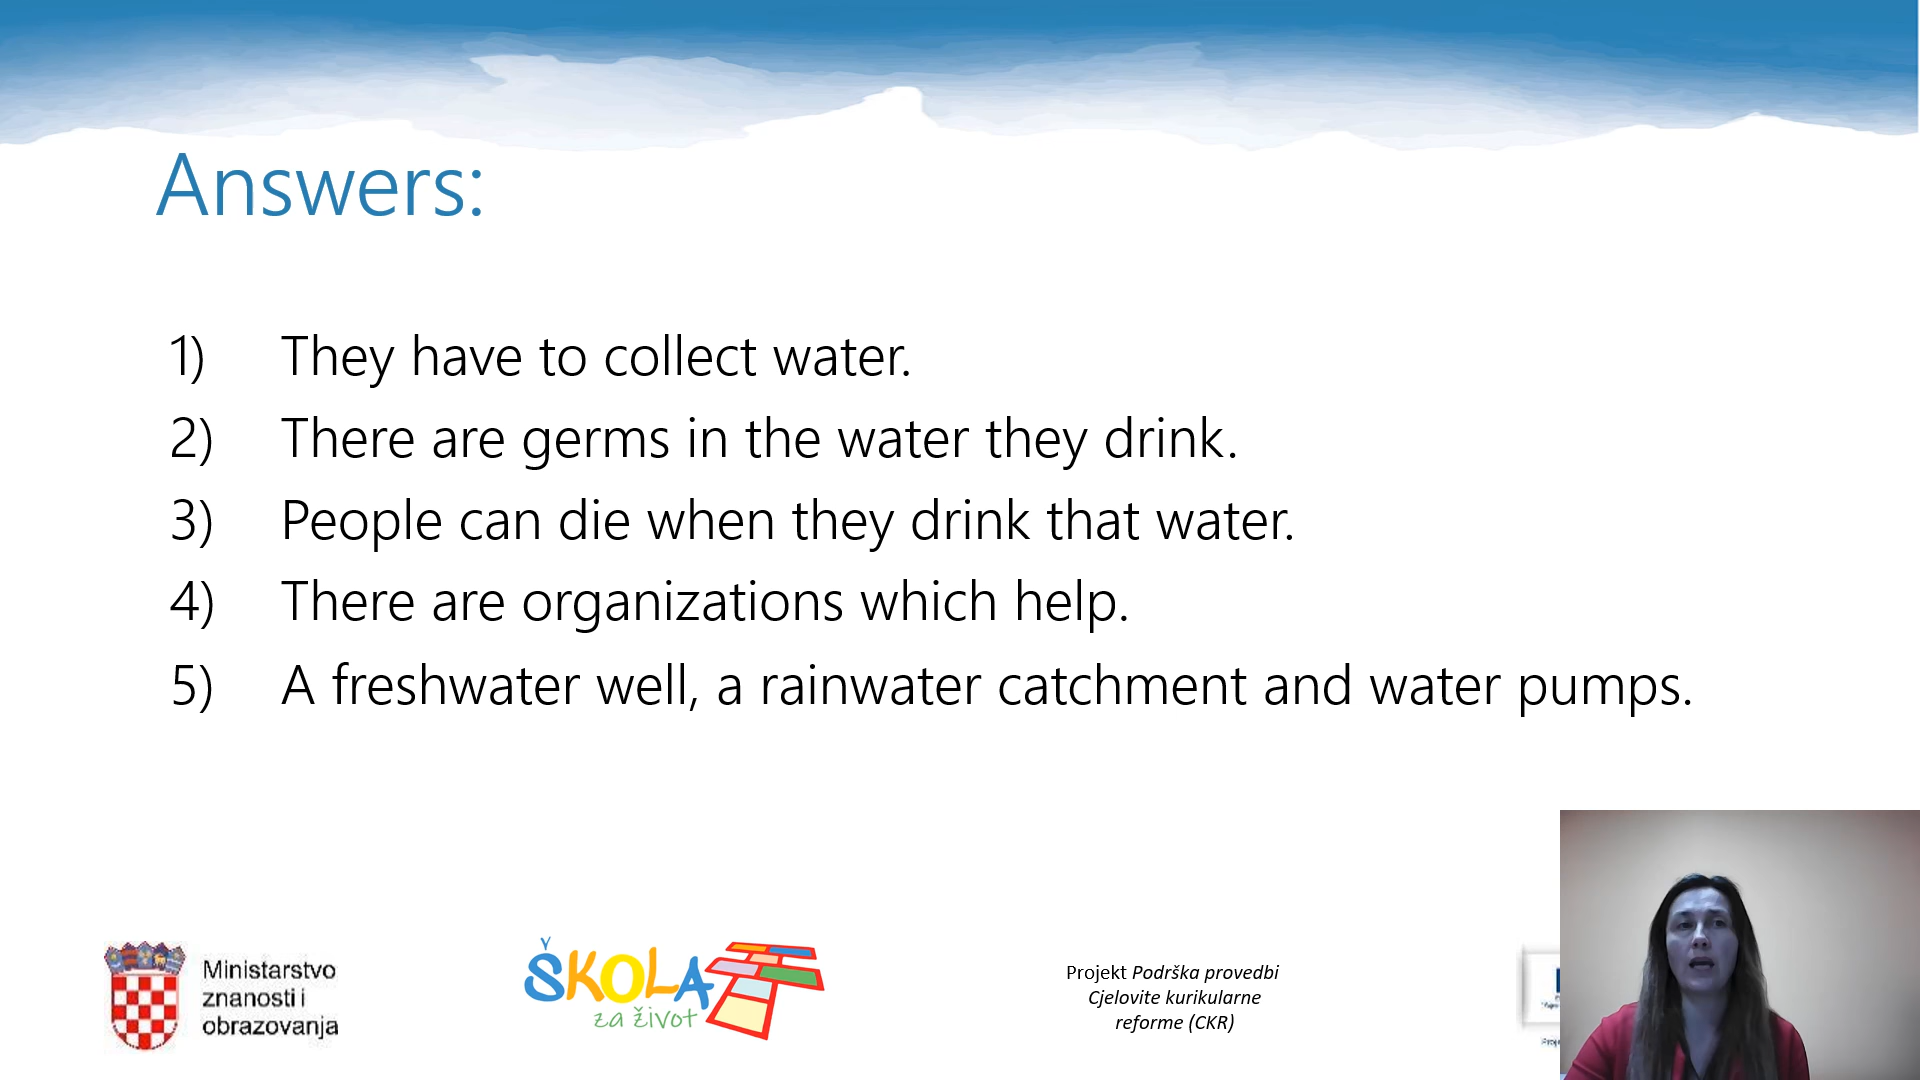 Answers:
1) They have to collect water.
2) There are germs in the water they drink.
3) People can die when they drink that water.
4) There are organizations which help.
5) A freshwater well, a rainwater catchment and water pumps.
Ministarstvo
znanosti i
obrazovanja
ŠKOLA
za život
Projekt Podrška provedbi
Cjelovite kurikularne
reforme (CKR)